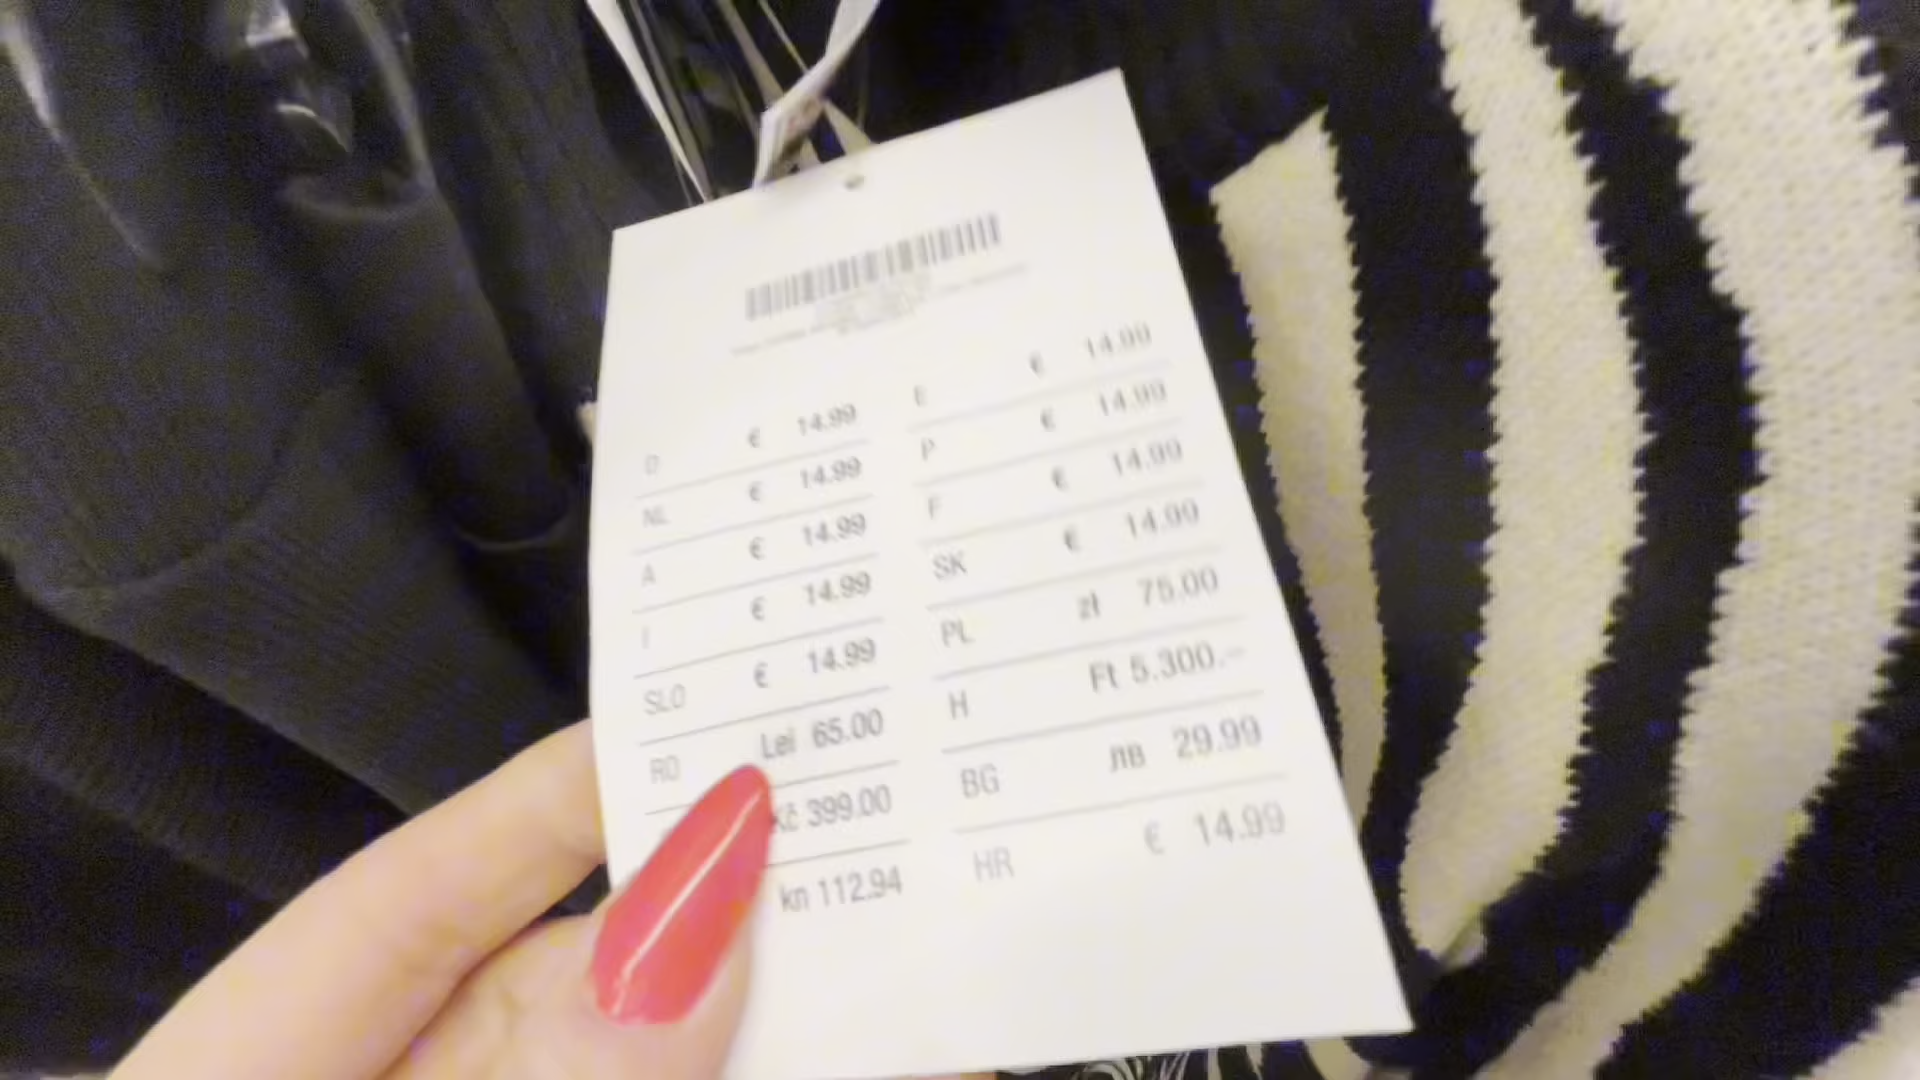 D € 14.99
NL € 14.99
A € 14.99
I € 14.99
SLO € 14.99
RO Lei 65.00
Kč 399.00
kn 112.94
E € 14.99
P € 14.99
F € 14.99
SK € 14.99
PL zł 75.00
H Ft 5.300.-
BG лв 29.99
HR € 14.99